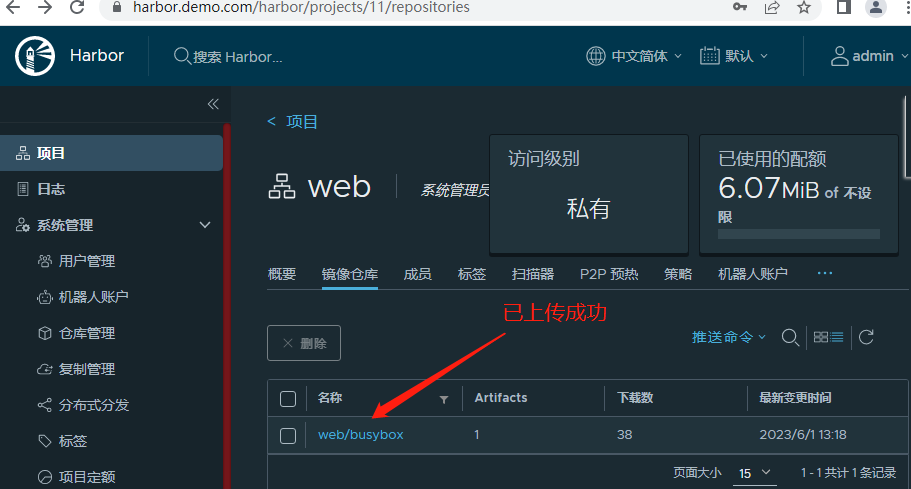 harbor.demo.com/harbor/projects/11/repositories
Harbor
搜索 Harbor...
中文简体
默认
admin
项目
日志
系统管理
用户管理
机器人账户
仓库管理
复制管理
分布式分发
标签
项目定额
< 项目
web
系统管理员
访问级别
私有
已使用的配额
6.07MiB of 不设
限
概要 镜像仓库 成员 标签 扫描器 P2P 预热 策略 机器人账户 ...
已上传成功
× 删除
推送命令
名称 Artifacts 下载数 最新变更时间
web/busybox 1 38 2023/6/1 13:18
页面大小 15 1 - 1 共计 1 条记录